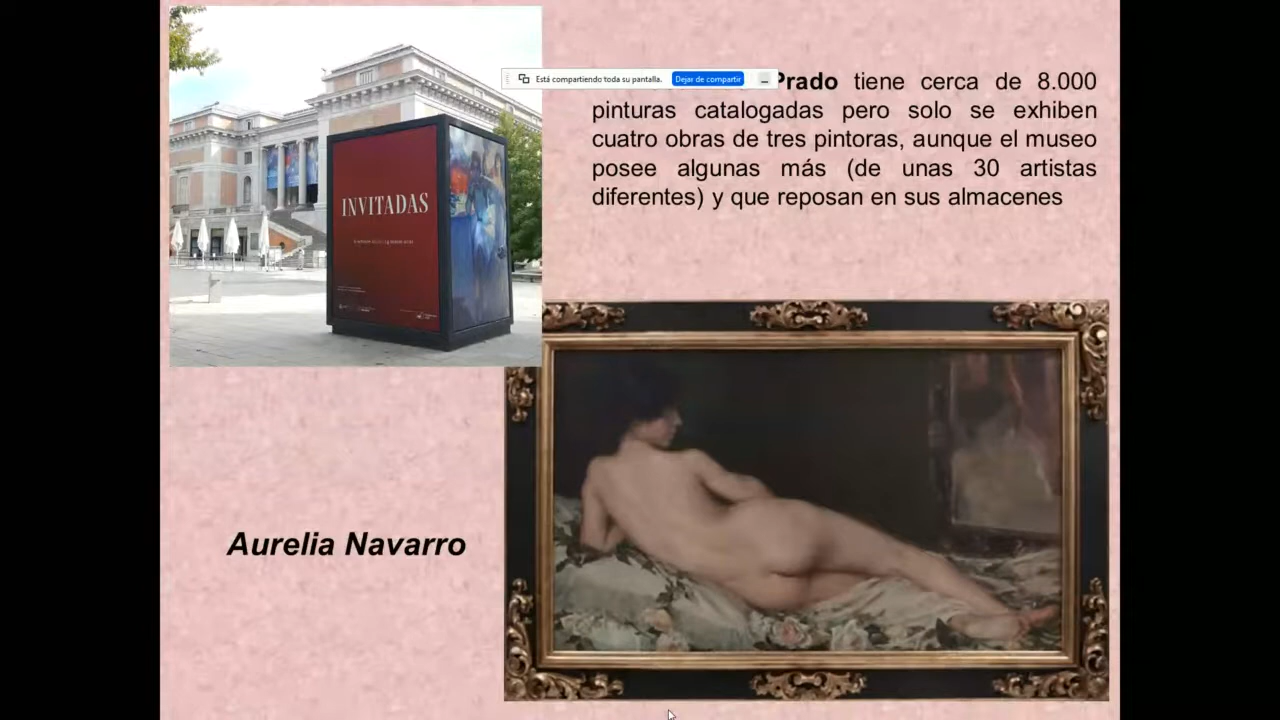 Está compartiendo toda su pantalla. Dejar de compartir
Prado tiene cerca de 8.000
pinturas catalogadas pero solo se exhiben
cuatro obras de tres pintoras, aunque el museo
posee algunas más (de unas 30 artistas
diferentes) y que reposan en sus almacenes
INVITADAS
Aurelia Navarro